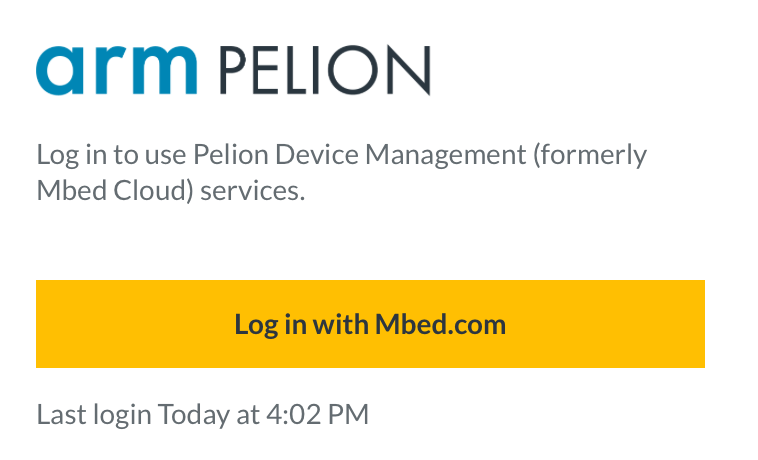 arm PELION
Log in to use Pelion Device Management (formerly
Mbed Cloud) services.
Log in with Mbed.com
Last login Today at 4:02 PM